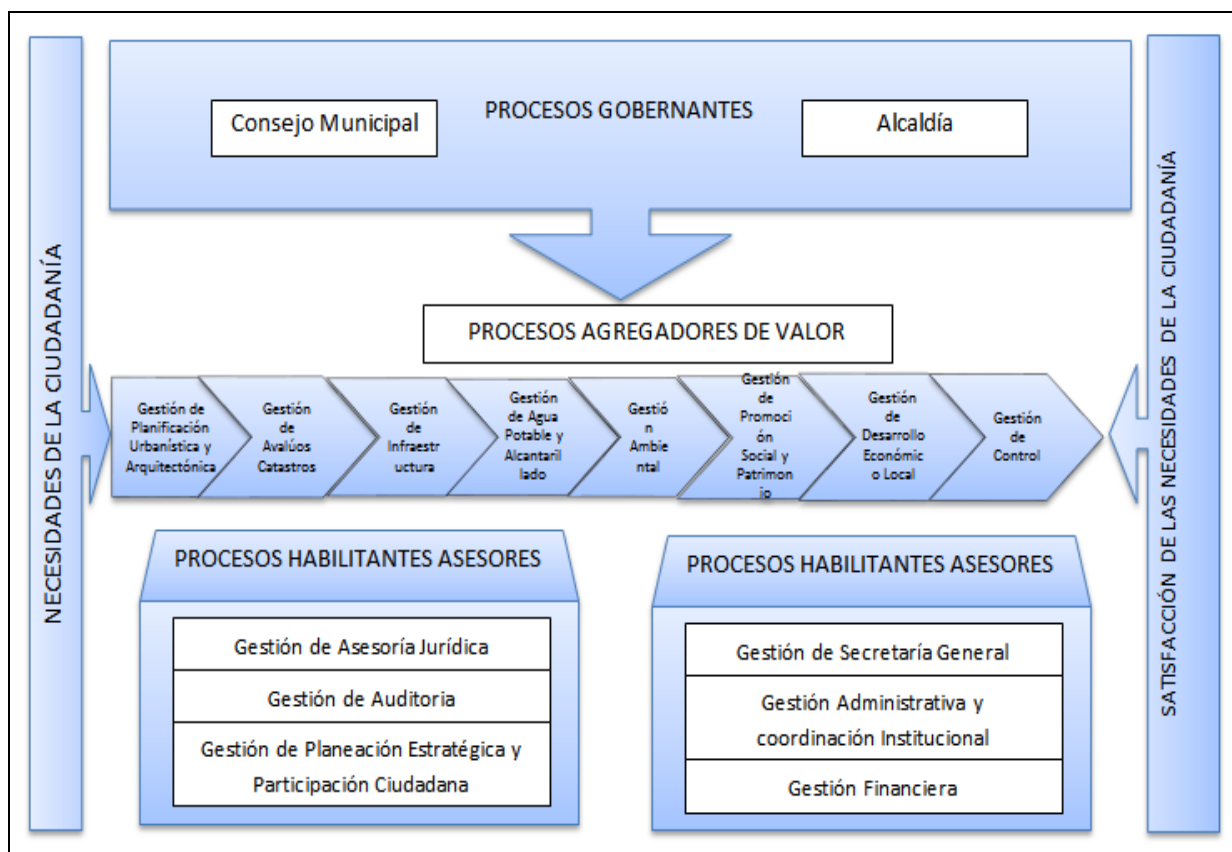 NECESIDADES DE LA CIUDADANÍA
PROCESOS GOBERNANTES
Consejo Municipal
Alcaldía
PROCESOS AGREGADORES DE VALOR
Gestión de
Planificación
Urbanística y
Arquitectónica
Gestión
de
Avalúos
Catastros
Gestión
de
Infraestr
uctura
Gestión
de Agua
Potable y
Alcantaril
lado
Gestió
n
Ambie
ntal
Gestión
de
Promoci
ón
Social y
Patrimon
io
Gestión
de
Desarrollo
Económic
o Local
Gestión
de
Control
PROCESOS HABILITANTES ASESORES
Gestión de Asesoría Jurídica
Gestión de Auditoria
Gestión de Planeación Estratégica y
Participación Ciudadana
PROCESOS HABILITANTES ASESORES
Gestión de Secretaría General
Gestión Administrativa y
coordinación Institucional
Gestión Financiera
SATISFACCIÓN DE LAS NECESIDADES DE LA CIUDADANÍA